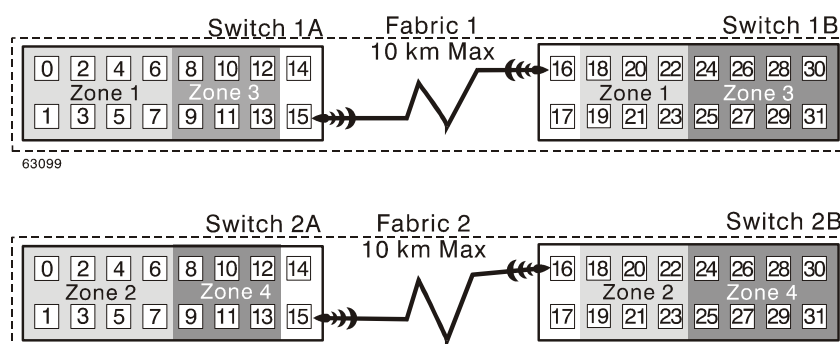 Switch 1A Fabric 1 Switch 1B
10 km Max
0 2 4 6 8 10 12 14 16 18 20 22 24 26 28 30
Zone 1 Zone 3 Zone 1 Zone 3
1 3 5 7 9 11 13 15 17 19 21 23 25 27 29 31
63099
Switch 2A Fabric 2 Switch 2B
10 km Max
0 2 4 6 8 10 12 14 16 18 20 22 24 26 28 30
Zone 2 Zone 4 Zone 2 Zone 4
1 3 5 7 9 11 13 15 17 19 21 23 25 27 29 31